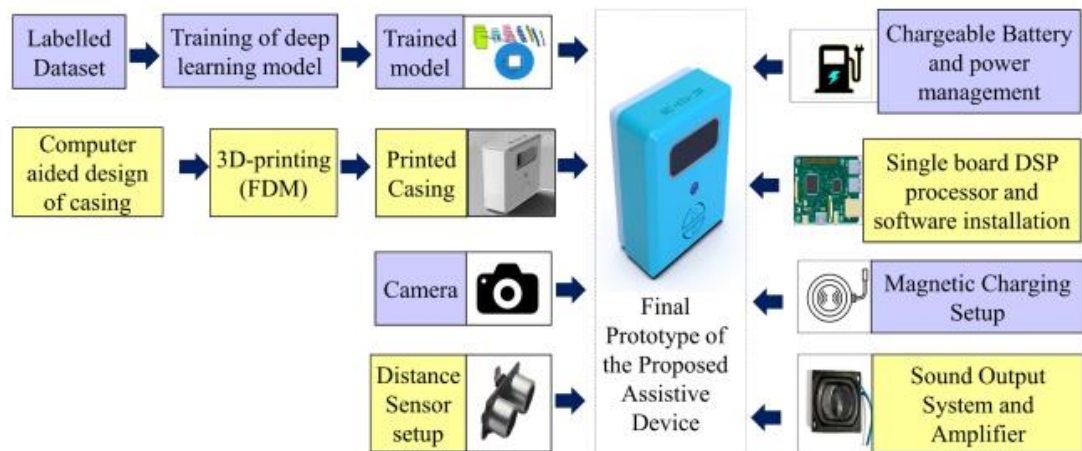 Labelled
Dataset
Training of deep
learning model
Trained
model
Computer
aided design
of casing
3D-printing
(FDM)
Printed
Casing
Camera
Distance
Sensor
setup
Final
Prototype of
the Proposed
Assistive
Device
Chargeable Battery
and power
management
Single board DSP
processor and
software installation
Magnetic Charging
Setup
Sound Output
System and
Amplifier